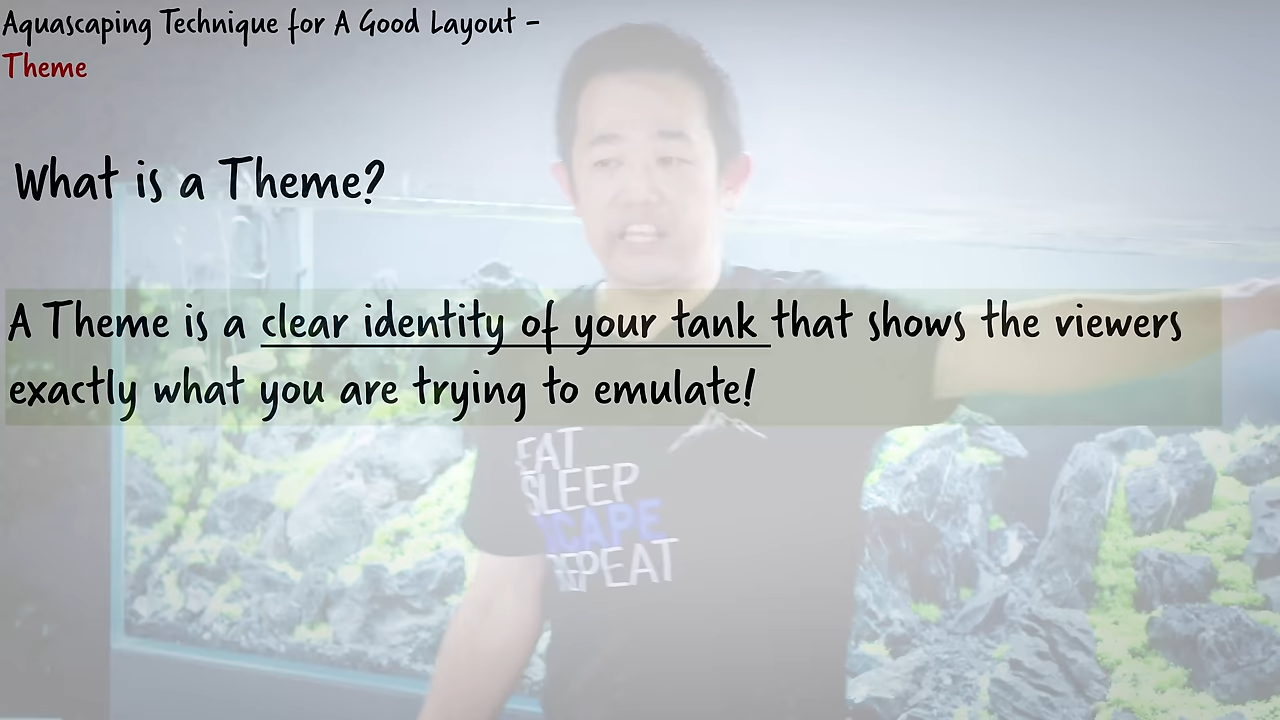 Aquascaping Technique for A Good Layout -
Theme
What is a Theme?
A Theme is a clear identity of your tank that shows the viewers
exactly what you are trying to emulate!
EAT
SLEEP
SCAPE
REPEAT